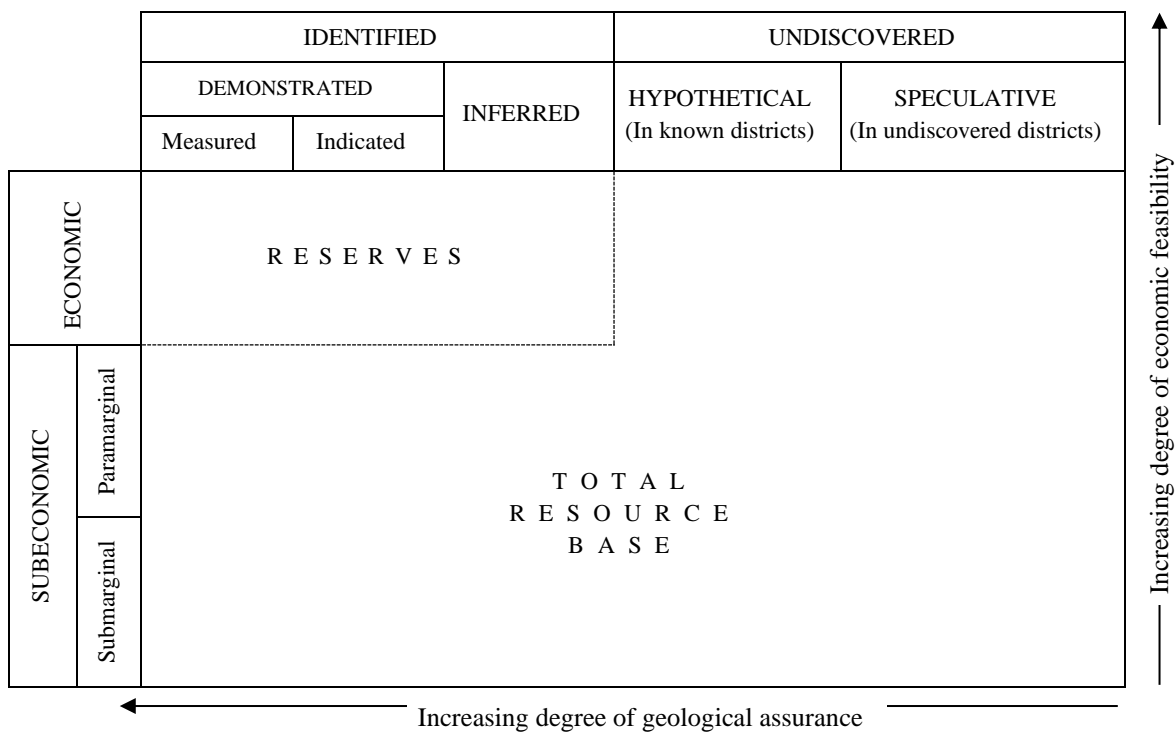 IDENTIFIED
UNDISCOVERED
DEMONSTRATED
Measured
Indicated
INFERRED
HYPOTHETICAL
(In known districts)
SPECULATIVE
(In undiscovered districts)
ECONOMIC
R E S E R V E S
SUBECONOMIC
Paramarginal
Submarginal
T O T A L
R E S O U R C E
B A S E
Increasing degree of economic feasibility
Increasing degree of geological assurance